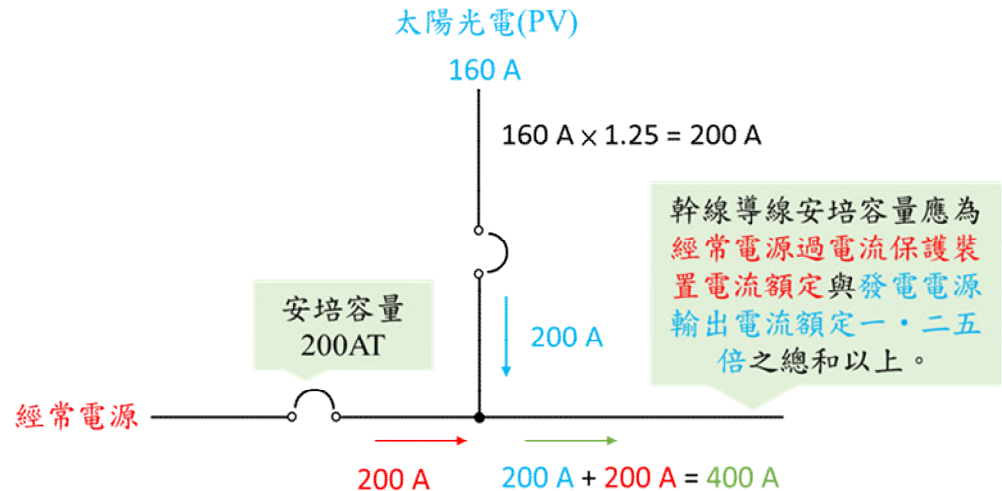 太陽光電(PV)
160 A
160 A × 1.25 = 200 A
幹線導線安培容量應為
經常電源過電流保護裝
置電流額定與發電電源
輸出電流額定一・二五
倍之總和以上。
安培容量
200AT
200 A
經常電源
200 A
200 A + 200 A = 400 A